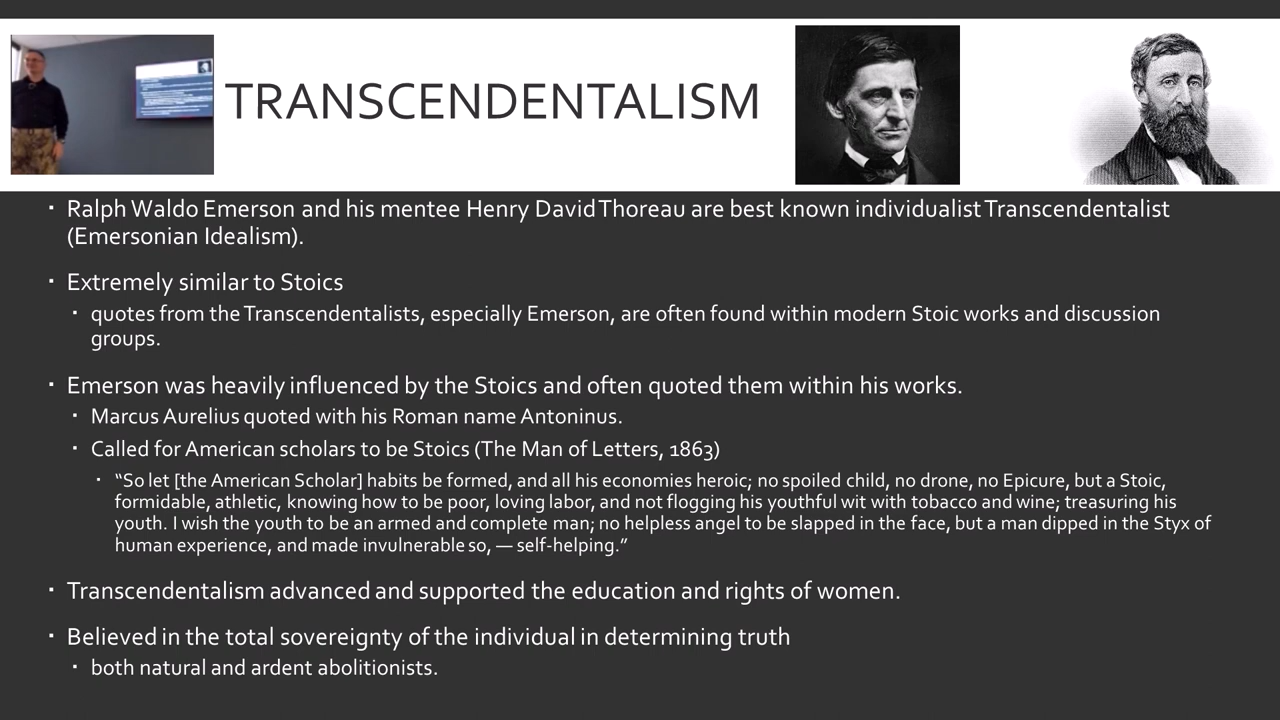 TRANSCENDENTALISM
▪ Ralph Waldo Emerson and his mentee Henry David Thoreau are best known individualist Transcendentalist
(Emersonian Idealism).
▪ Extremely similar to Stoics
▪ quotes from the Transcendentalists, especially Emerson, are often found within modern Stoic works and discussion
groups.
▪ Emerson was heavily influenced by the Stoics and often quoted them within his works.
▪ Marcus Aurelius quoted with his Roman name Antoninus.
▪ Called for American scholars to be Stoics (The Man of Letters, 1863)
▪ “So let [the American Scholar] habits be formed, and all his economies heroic; no spoiled child, no drone, no Epicure, but a Stoic,
formidable, athletic, knowing how to be poor, loving labor, and not flogging his youthful wit with tobacco and wine; treasuring his
youth. I wish the youth to be an armed and complete man; no helpless angel to be slapped in the face, but a man dipped in the Styx of
human experience, and made invulnerable so, — self-helping.”
▪ Transcendentalism advanced and supported the education and rights of women.
▪ Believed in the total sovereignty of the individual in determining truth
▪ both natural and ardent abolitionists.